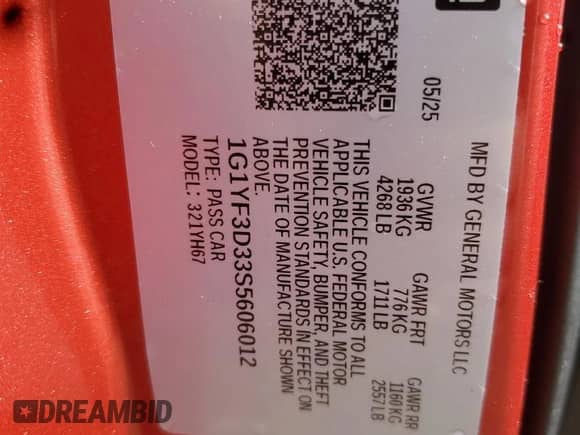 MFD BY GENERAL MOTORS LLC
05/25
GVWR
1936 KG
4268 LB
GAWR FRT
776 KG
1711 LB
GAWR RR
1160 KG
2557 LB
THIS VEHICLE CONFORMS TO ALL
APPLICABLE U.S. FEDERAL MOTOR
VEHICLE SAFETY, BUMPER, AND THEFT
PREVENTION STANDARDS IN EFFECT ON
THE DATE OF MANUFACTURE SHOWN
ABOVE.
1G1YF3D33S5606012
TYPE: PASS CAR
MODEL: 321YH67
DREAMBID